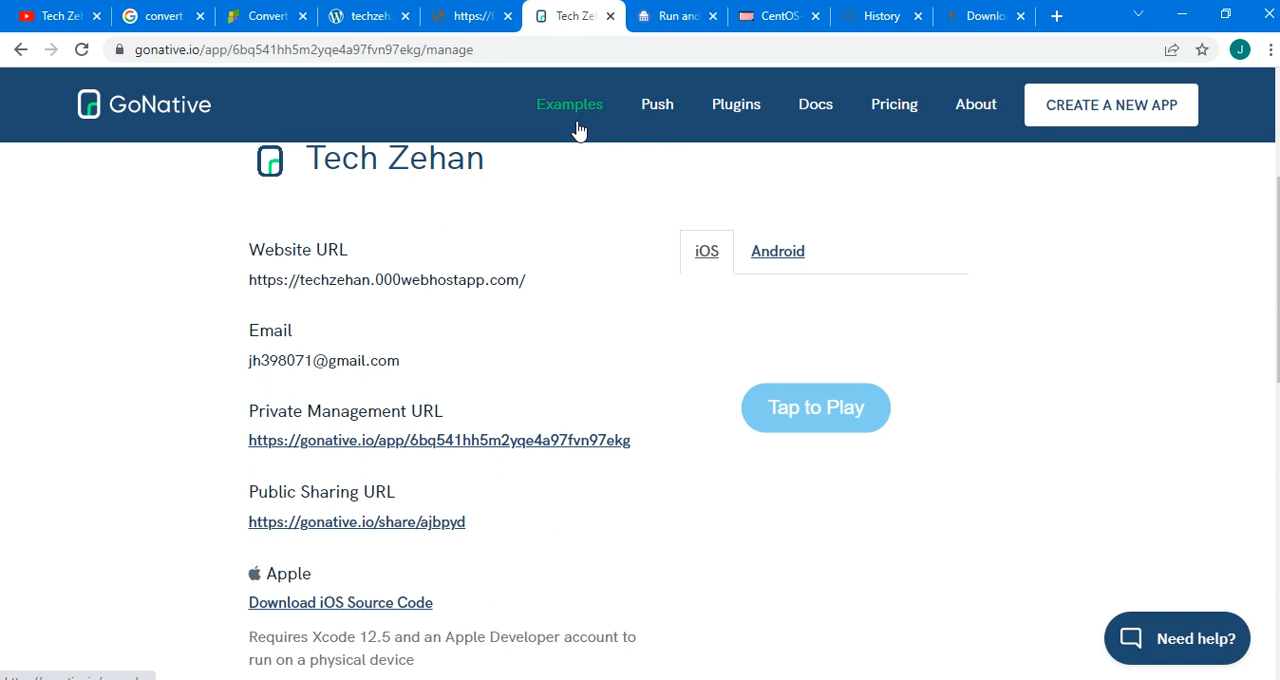 Tech Ze
convert
Convert
techzeh
https://
Tech Ze
Run and
CentOS
History
Downlo
gonative.io/app/6bq541hh5m2yqe4a97fvn97ekg/manage
J
GoNative
Examples
Push
Plugins
Docs
Pricing
About
CREATE A NEW APP
Tech Zehan
Website URL
https://techzehan.000webhostapp.com/
Email
jh398071@gmail.com
Private Management URL
https://gonative.io/app/6bq541hh5m2yqe4a97fvn97ekg
Public Sharing URL
https://gonative.io/share/ajbpyd
Apple
Download iOS Source Code
Requires Xcode 12.5 and an Apple Developer account to
run on a physical device
iOS
Android
Tap to Play
Need help?